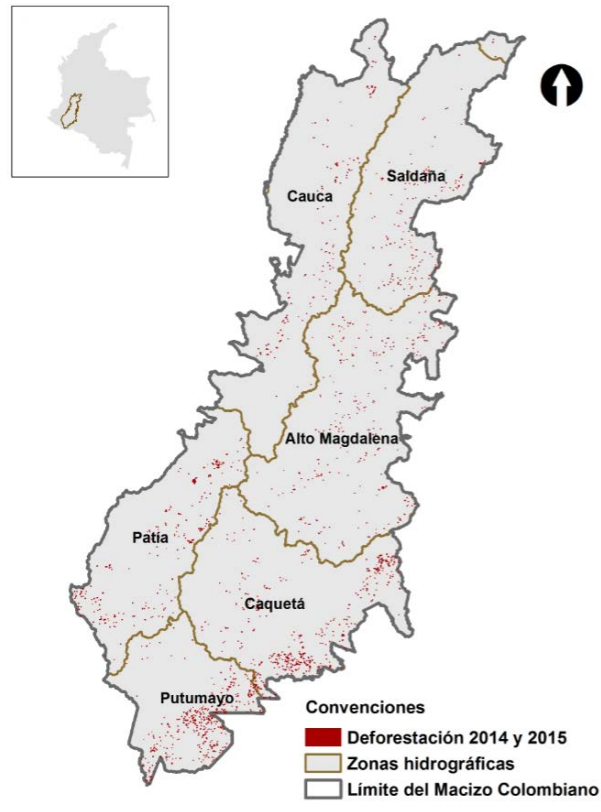 Saldaña
Cauca
Alto Magdalena
Patía
Caquetá
Putumayo
Convenciones
Deforestación 2014 y 2015
Zonas hidrográficas
Límite del Macizo Colombiano